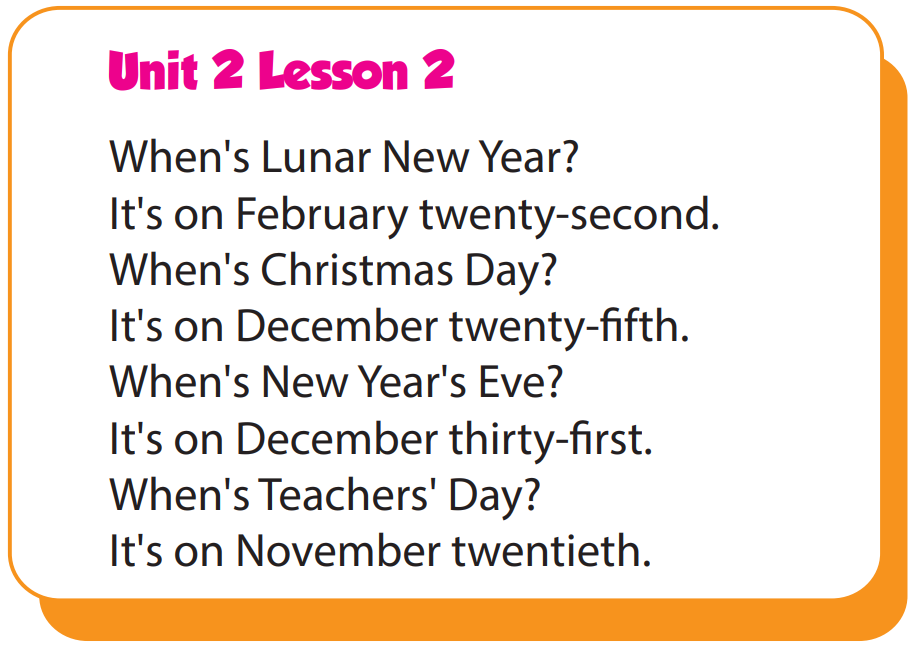 Unit 2 Lesson 2
When's Lunar New Year?
It's on February twenty-second.
When's Christmas Day?
It's on December twenty-fifth.
When's New Year's Eve?
It's on December thirty-first.
When's Teachers' Day?
It's on November twentieth.